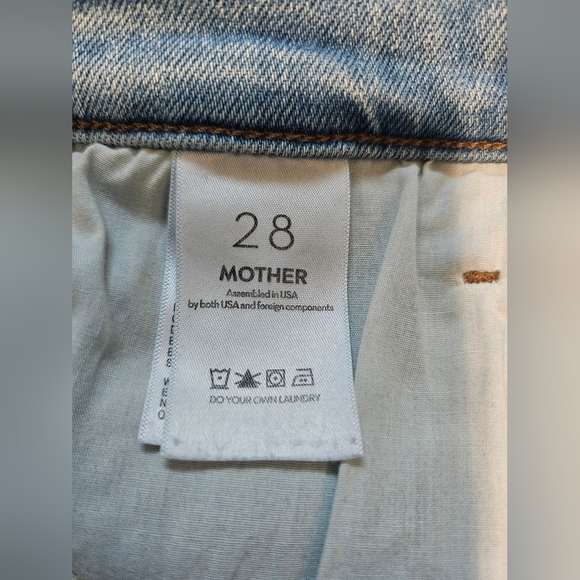 28
MOTHER
Assembled in USA
by both USA and foreign components
DO YOUR OWN LAUNDRY